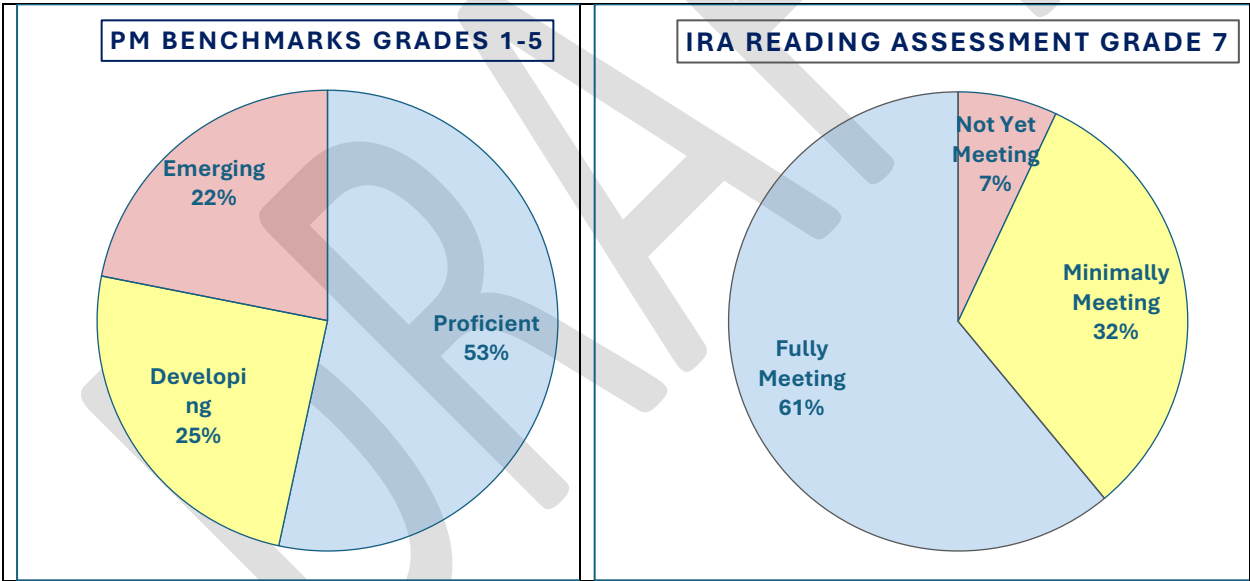 PM BENCHMARKS GRADES 1-5
Emerging
22%
Proficient
53%
Developi
ng
25%
IRA READING ASSESSMENT GRADE 7
Not Yet
Meeting
7%
Minimally
Meeting
32%
Fully
Meeting
61%